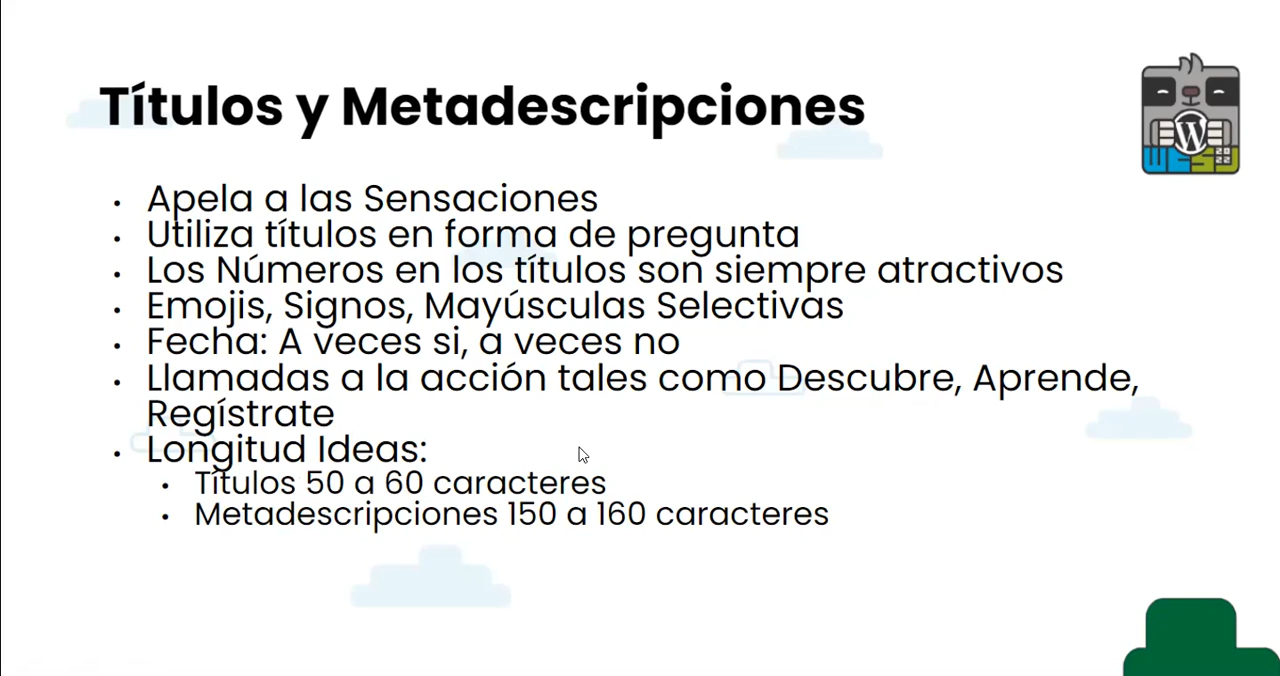 Títulos y Metadescripciones
• Apela a las Sensaciones
• Utiliza títulos en forma de pregunta
• Los Números en los títulos son siempre atractivos
• Emojis, Signos, Mayúsculas Selectivas
• Fecha: A veces si, a veces no
• Llamadas a la acción tales como Descubre, Aprende,
Regístrate
• Longitud Ideas:
• Títulos 50 a 60 caracteres
• Metadescripciones 150 a 160 caracteres